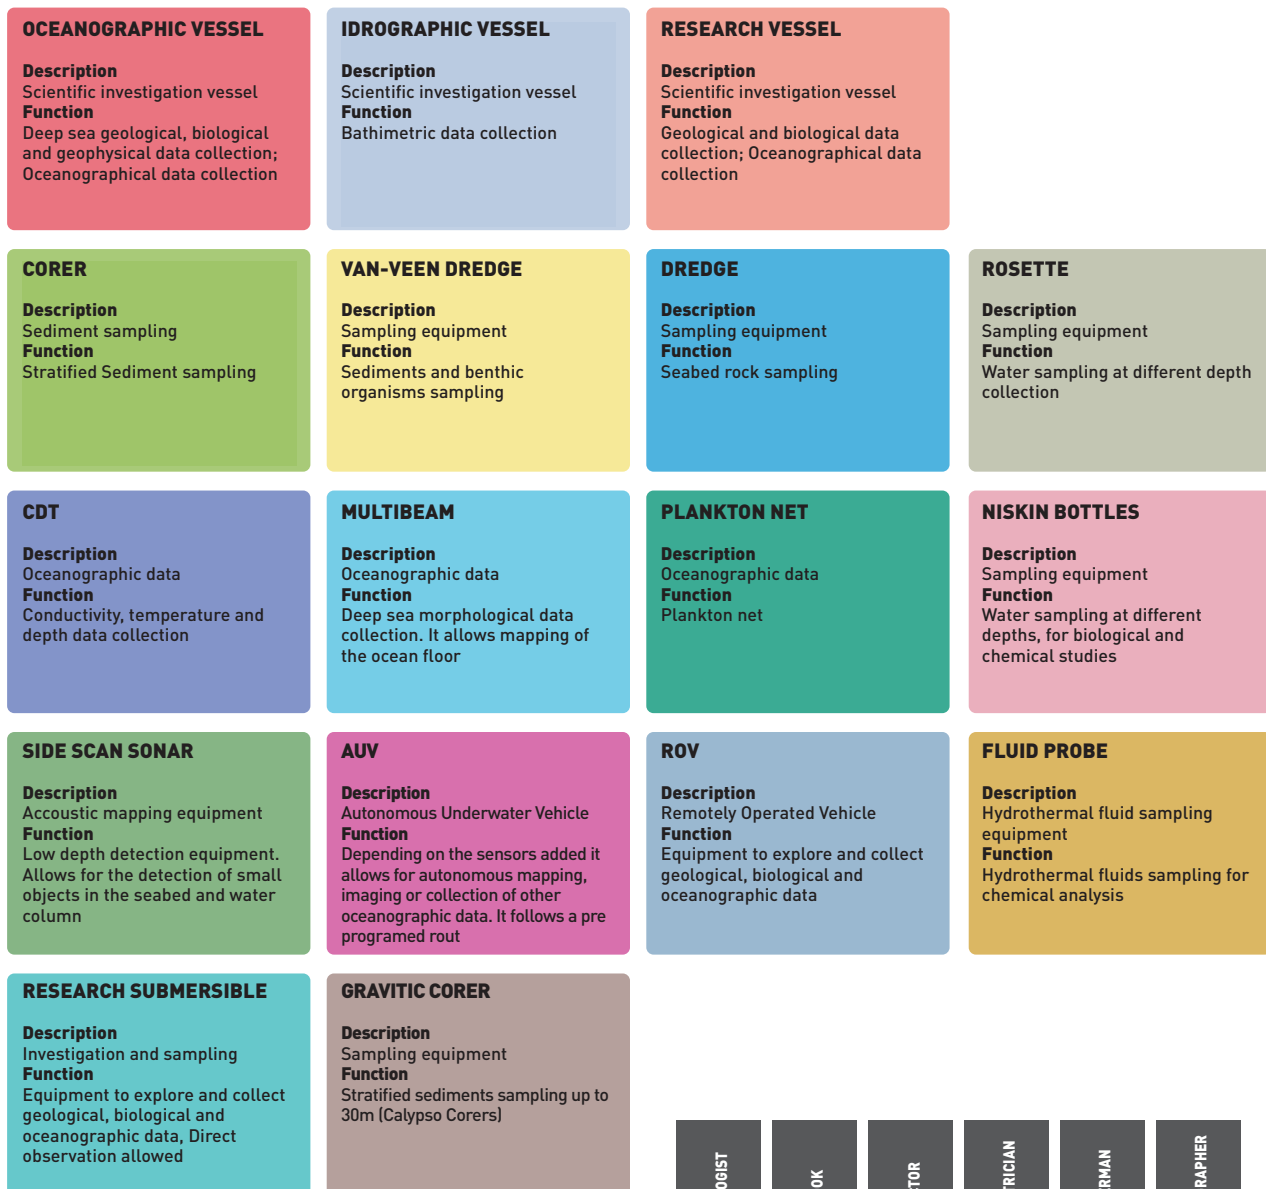 OCEANOGRAPHIC VESSEL
Description
Scientific investigation vessel
Function
Deep sea geological, biological
and geophysical data collection;
Oceanographical data collection
IDROGRAPHIC VESSEL
Description
Scientific investigation vessel
Function
Bathimetric data collection
RESEARCH VESSEL
Description
Scientific investigation vessel
Function
Geological and biological data
collection; Oceanographical data
collection
CORER
Description
Sediment sampling
Function
Stratified Sediment sampling
VAN-VEEN DREDGE
Description
Sampling equipment
Function
Sediments and benthic
organisms sampling
DREDGE
Description
Sampling equipment
Function
Seabed rock sampling
ROSETTE
Description
Sampling equipment
Function
Water sampling at different depth
collection
CDT
Description
Oceanographic data
Function
Conductivity, temperature and
depth data collection
MULTIBEAM
Description
Oceanographic data
Function
Deep sea morphological data
collection. It allows mapping of
the ocean floor
PLANKTON NET
Description
Oceanographic data
Function
Plankton net
NISKIN BOTTLES
Description
Sampling equipment
Function
Water sampling at different
depths, for biological and
chemical studies
SIDE SCAN SONAR
Description
Accoustic mapping equipment
Function
Low depth detection equipment.
Allows for the detection of small
objects in the seabed and water
column
AUV
Description
Autonomous Underwater Vehicle
Function
Depending on the sensors added it
allows for autonomous mapping,
imaging or collection of other
oceanographic data. It follows a pre
programed rout
ROV
Description
Remotely Operated Vehicle
Function
Equipment to explore and collect
geological, biological and
oceanographic data
FLUID PROBE
Description
Hydrothermal fluid sampling
equipment
Function
Hydrothermal fluids sampling for
chemical analysis
RESEARCH SUBMERSIBLE
Description
Investigation and sampling
Function
Equipment to explore and collect
geological, biological and
oceanographic data, Direct
observation allowed
GRAVITIC CORER
Description
Sampling equipment
Function
Stratified sediments sampling up to
30m (Calypso Corers)